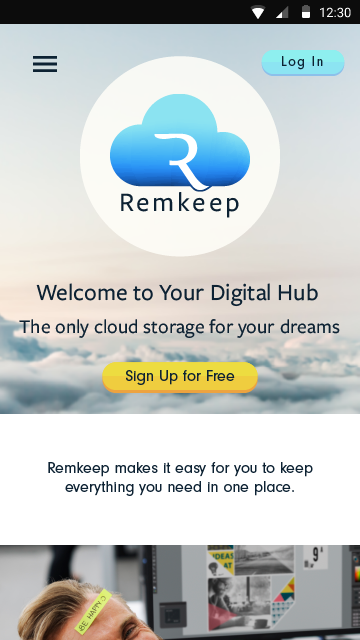 12:30
Log In
R
Remkeep
Welcome to Your Digital Hub
The only cloud storage for your dreams
Sign Up for Free
Remkeep makes it easy for you to keep
everything you need in one place.
IDEAS
AT
9
BE HAPPY